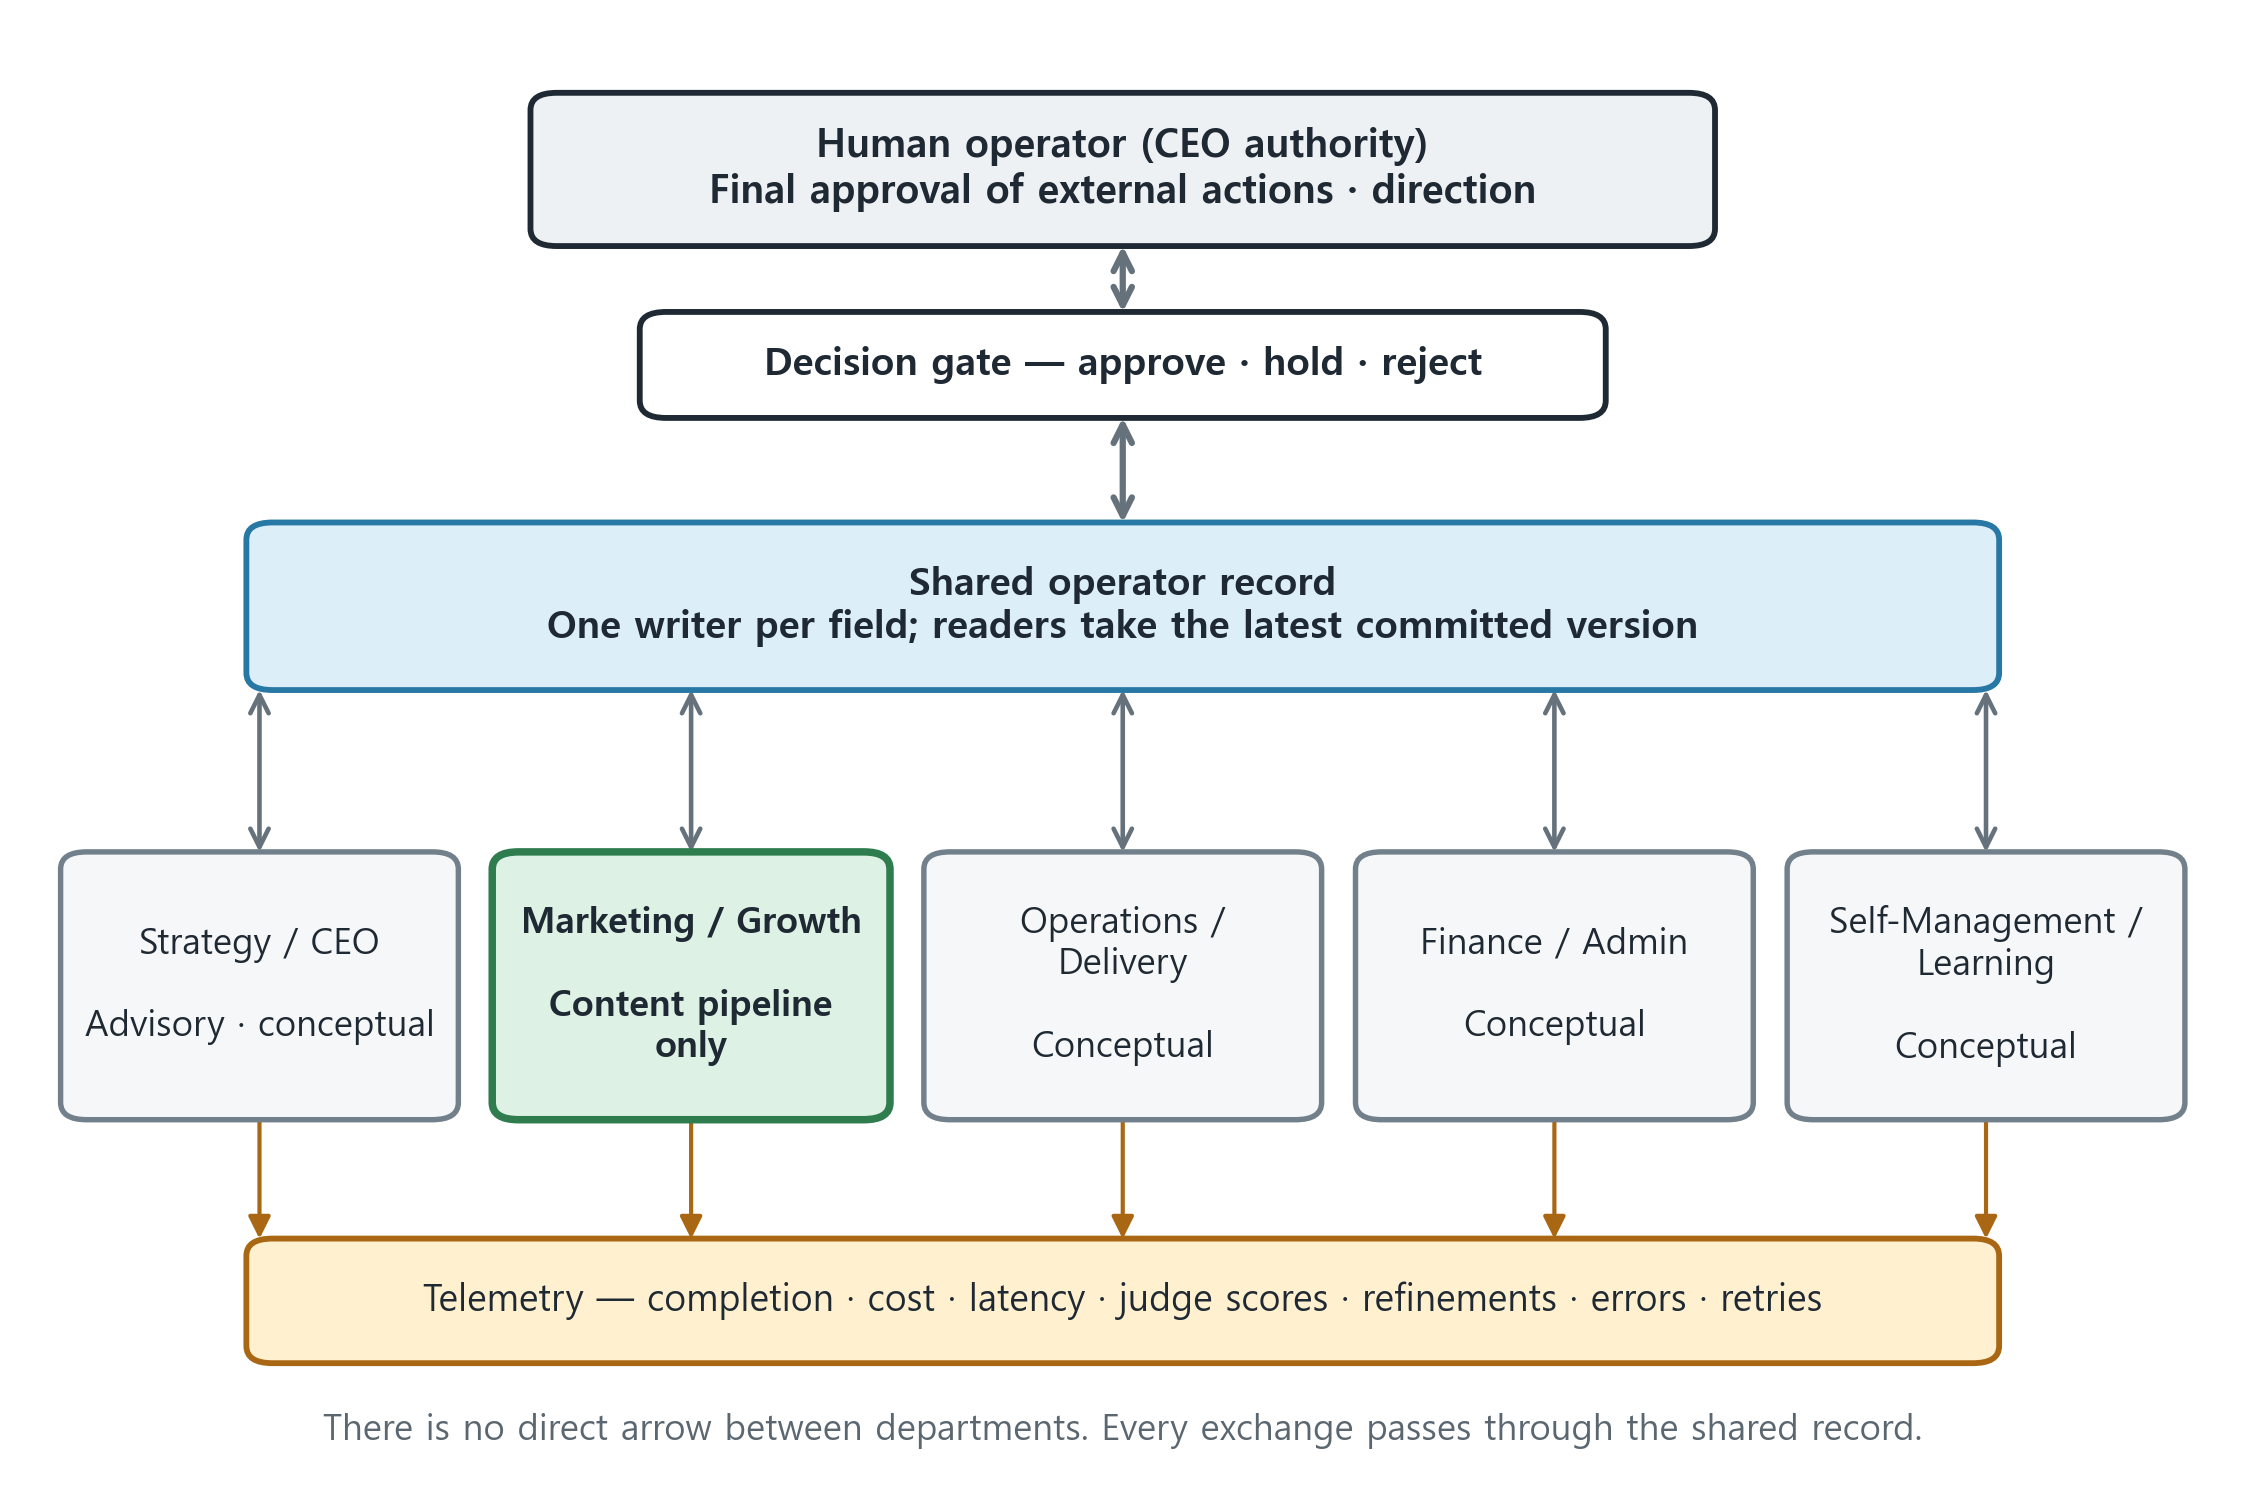 Human operator (CEO authority)
Final approval of external actions · direction
Decision gate — approve · hold · reject
Shared operator record
One writer per field; readers take the latest committed version
Strategy / CEO
Advisory · conceptual
Marketing / Growth
Content pipeline
only
Operations /
Delivery
Conceptual
Finance / Admin
Conceptual
Self-Management /
Learning
Conceptual
Telemetry — completion · cost · latency · judge scores · refinements · errors · retries
There is no direct arrow between departments. Every exchange passes through the shared record.